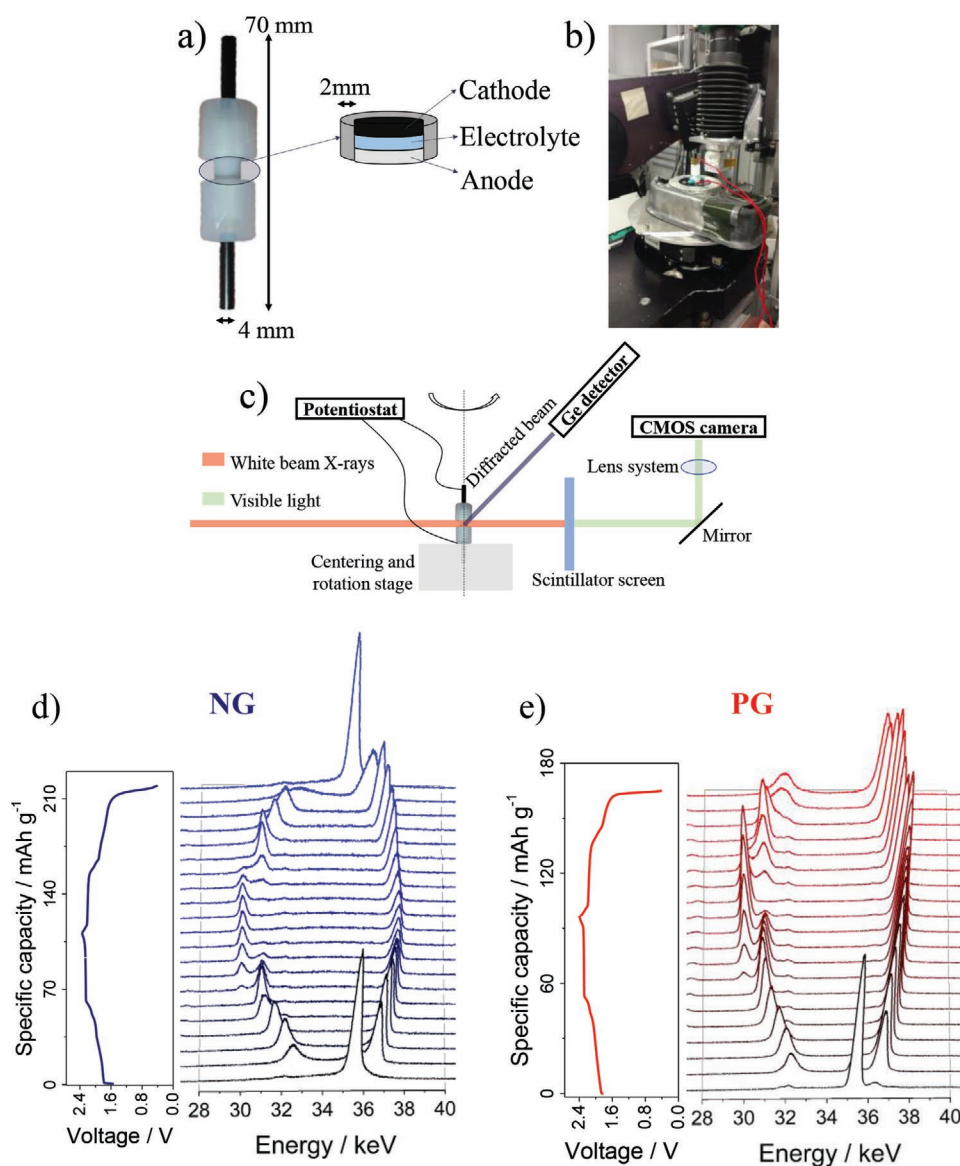 a)
70 mm
4 mm
2mm
Cathode
Electrolyte
Anode
b)
c)
Potentiostat
White beam X-rays
Visible light
Diffracted beam
Ge detector
CMOS camera
Lens system
Mirror
Scintillator screen
Centering and
rotation stage
d)
NG
Specific capacity / mAh g⁻¹
210
140
70
0
2.4 1.6 0.8 0.0
Voltage / V
28 32 36 40
Energy / keV
e)
PG
Specific capacity / mAh g⁻¹
180
120
60
0
2.4 1.6 0.8 0.0
Voltage / V
28 30 32 34 36 38 40
Energy / keV